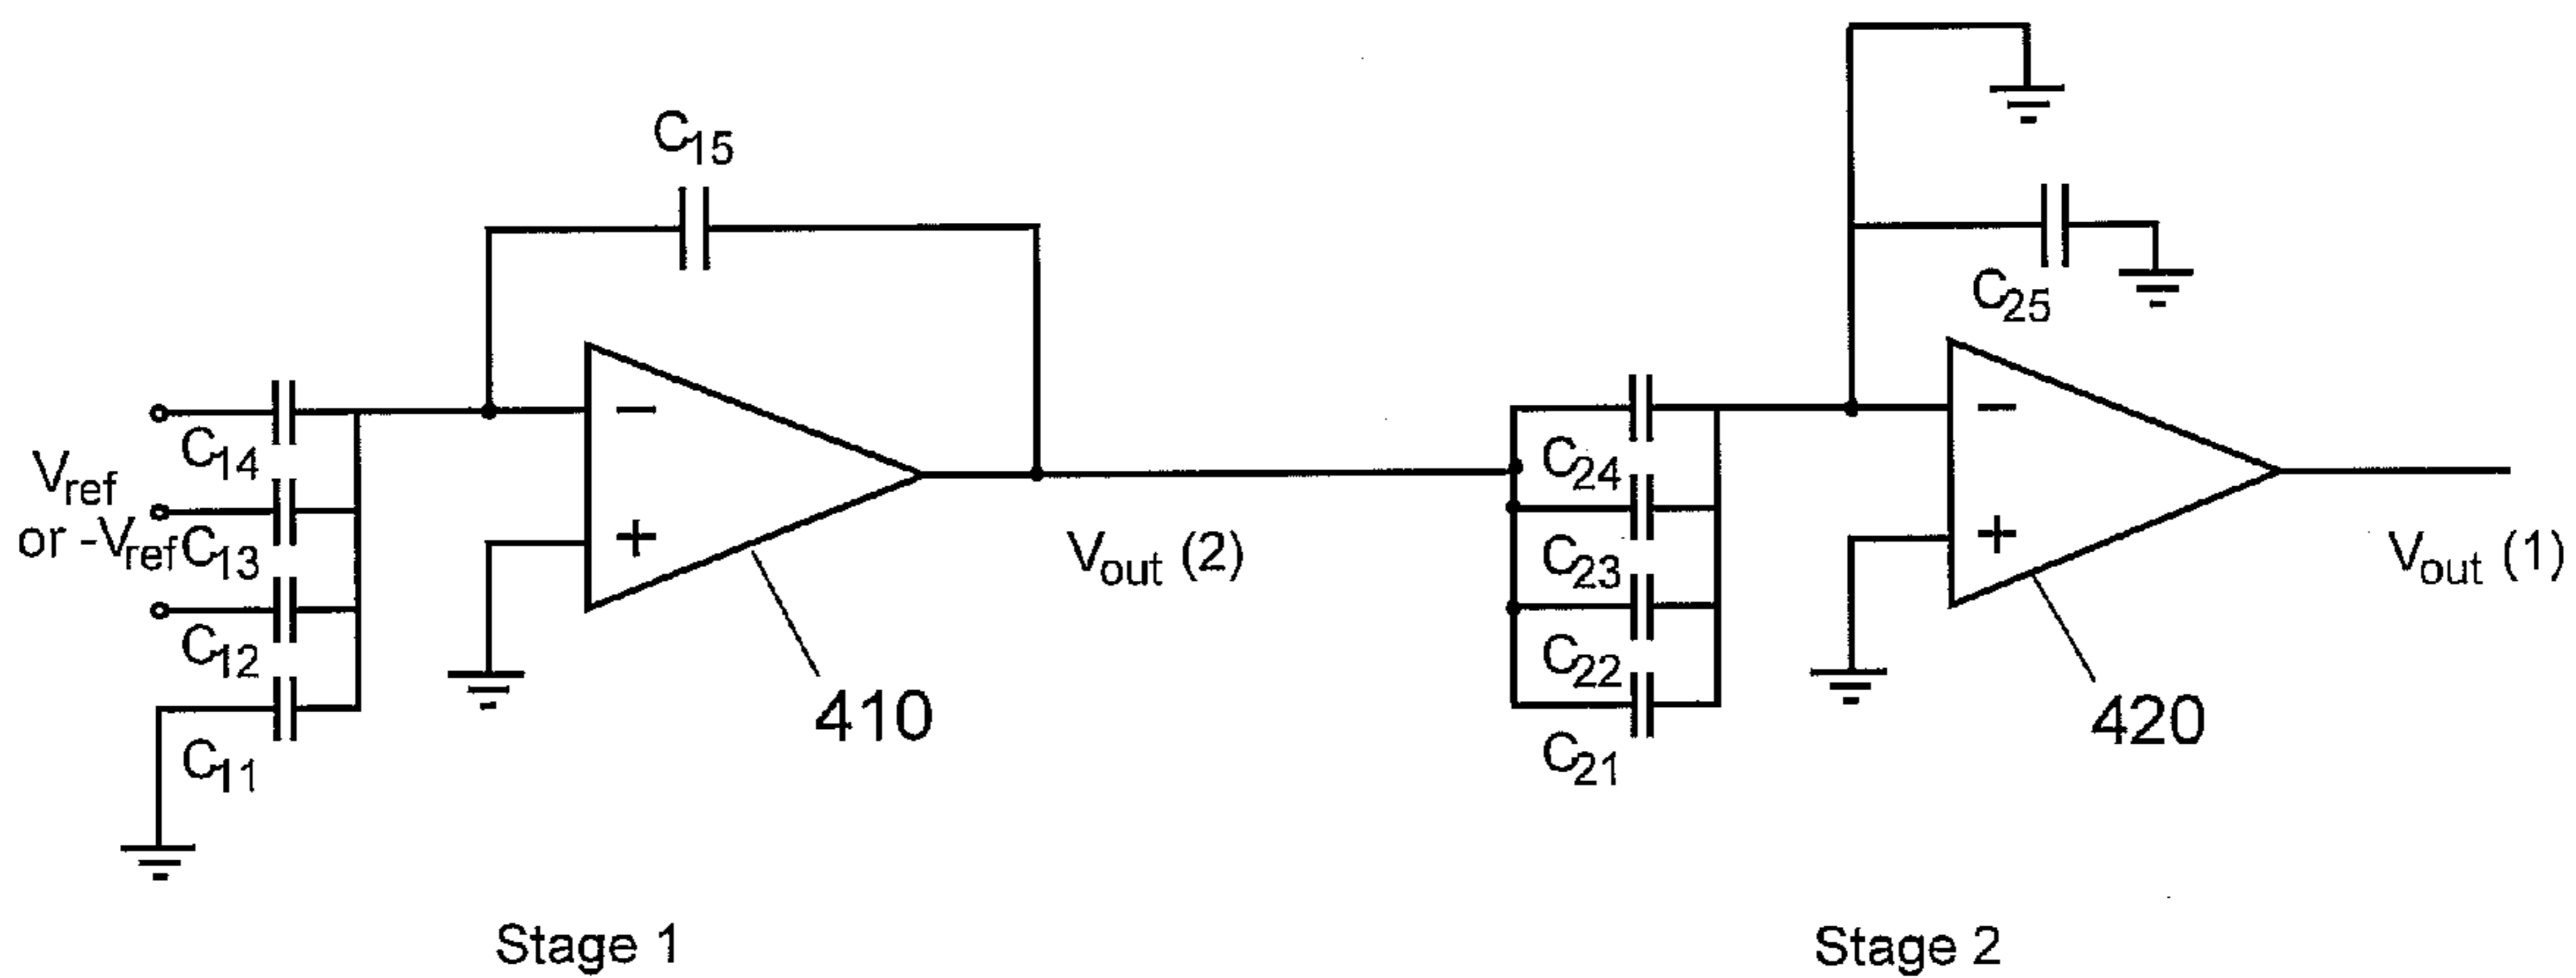 C15
C14
Vref
or -Vref
C13
C12
C11
410
Vout (2)
C25
C24
C23
C22
C21
420
Vout (1)
Stage 1
Stage 2